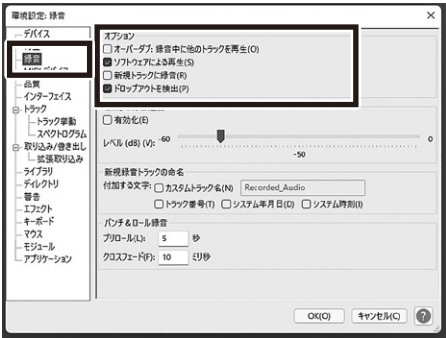 環境設定: 録音
デバイス
録音
品質
インターフェイス
トラック
トラック挙動
スペクトログラム
取り込み/書き出し
拡張取り込み
ライブラリ
ディレクトリ
警告
エフェクト
キーボード
マウス
モジュール
アプリケーション
オプション
オーバーダブ: 録音中に他のトラックを再生(O)
ソフトウェアによる再生(S)
新規トラックに録音(R)
ドロップアウトを検出(P)
有効化(E)
レベル (dB) (V): -60 0
-50
新規録音トラックの命名
付加する文字: カスタムトラック名(N) Recorded_Audio
トラック番号(T) システム年月日(D) システム時刻(I)
パンチ&ロール録音
プリロール(L): 5 秒
クロスフェード(F): 10 ミリ秒
OK(O) キャンセル(C) ?